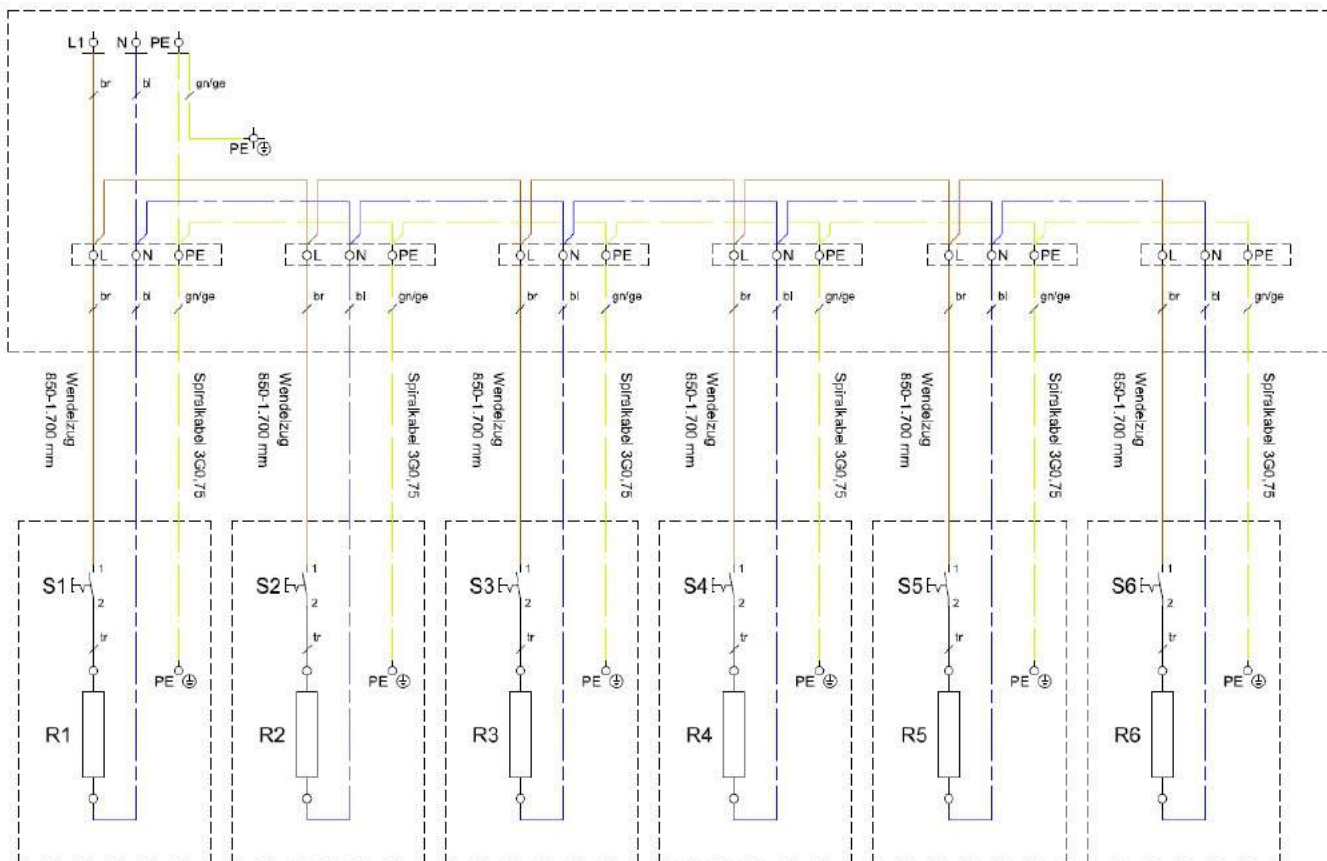 L1 N PE
br bl gn/ge
PE
L N PE L N PE L N PE L N PE L N PE L N PE
br bl gn/ge br bl gn/ge br bl gn/ge br bl gn/ge br bl gn/ge br bl gn/ge
Wendelzug
850-1.700 mm
Spiralkabel 3G0,75
Wendelzug
850-1.700 mm
Spiralkabel 3G0,75
Wendelzug
850-1.700 mm
Spiralkabel 3G0,75
Wendelzug
850-1.700 mm
Spiralkabel 3G0,75
Wendelzug
850-1.700 mm
Spiralkabel 3G0,75
Wendelzug
850-1.700 mm
Spiralkabel 3G0,75
1 1 1 1 1 1
S1 S2 S3 S4 S5 S6
2 2 2 2 2 2
tr tr tr tr tr tr
PE PE PE PE PE PE
R1 R2 R3 R4 R5 R6